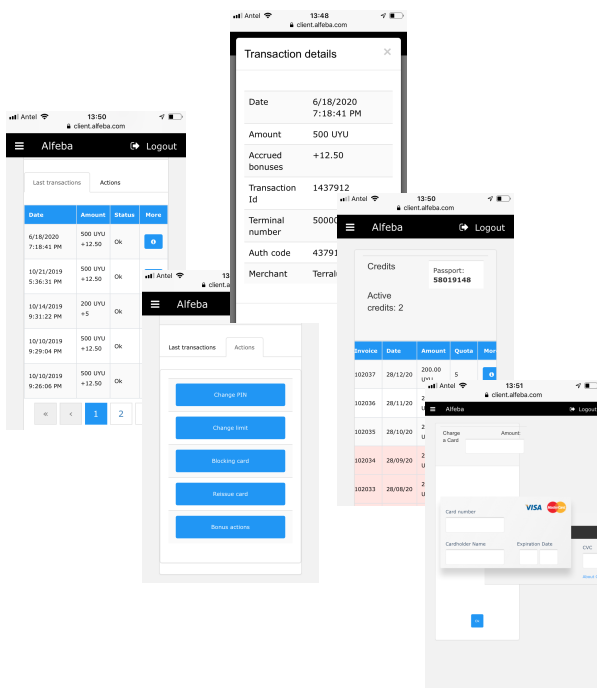 Antel 13:48
client.alfeba.com
Transaction details ×
Date 6/18/2020
7:18:41 PM
Amount 500 UYU
Accrued +12.50
bonuses
Transaction 1437912
Id
Terminal
number
Auth code
Merchant
Antel 13:50
client.alfeba.com
Alfeba Logout
Last transactions Actions
Date Amount Status More
6/18/2020 500 UYU Ok
7:18:41 PM +12.50
10/21/2019 500 UYU Ok
5:36:31 PM +12.50
10/14/2019 200 UYU Ok
9:31:22 PM +5
10/10/2019 500 UYU Ok
9:29:04 PM +12.50
10/10/2019 500 UYU Ok
9:26:06 PM +12.50
« ‹ 1 2
Antel
Alfeba
Last transactions Actions
Change PIN
Change limit
Blocking card
Reissue card
Bonus actions
Antel 13:50
client.alfeba.com
Alfeba Logout
Credits Passport:
58019148
Active
credits: 2
Invoice Date Amount Quota More
102037 28/12/20 200.00 5
102036 28/11/20
102035 28/10/20
102034 28/09/20
102033 28/08/20
Antel 13:51
client.alfeba.com
Alfeba Logout
Charge Amount
a Card
Card number VISA
Cardholder Name Expiration Date
CVC